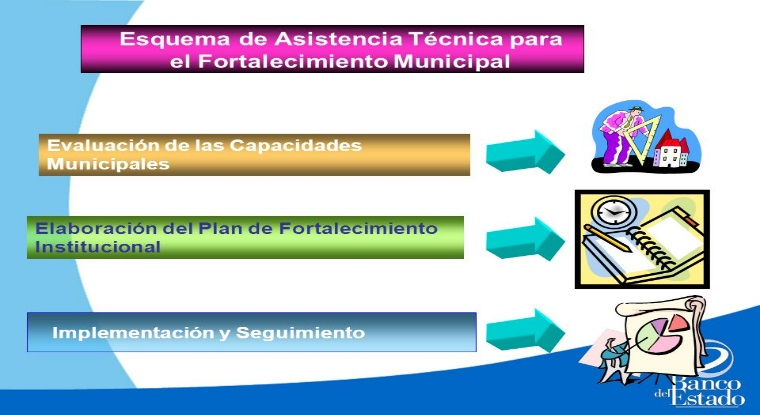 Esquema de Asistencia Técnica para
el Fortalecimiento Municipal
Evaluación de las Capacidades
Municipales
Elaboración del Plan de Fortalecimiento
Institucional
Implementación y Seguimiento
Banco
del Estado